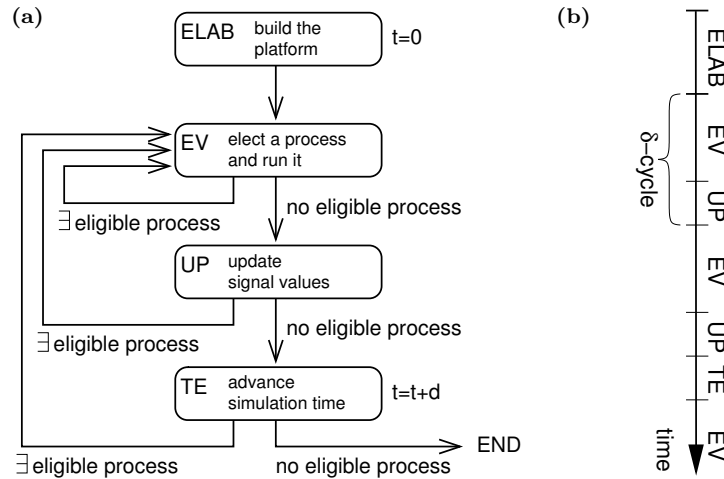 (a)
ELAB
build the
platform
t=0
EV
elect a process
and run it
∃ eligible process
no eligible process
UP
update
signal values
∃ eligible process
no eligible process
TE
advance
simulation time
t=t+d
∃ eligible process
no eligible process
END
(b)
ELAB
EV
UP
δ−cycle
EV
UP
TE
EV
time